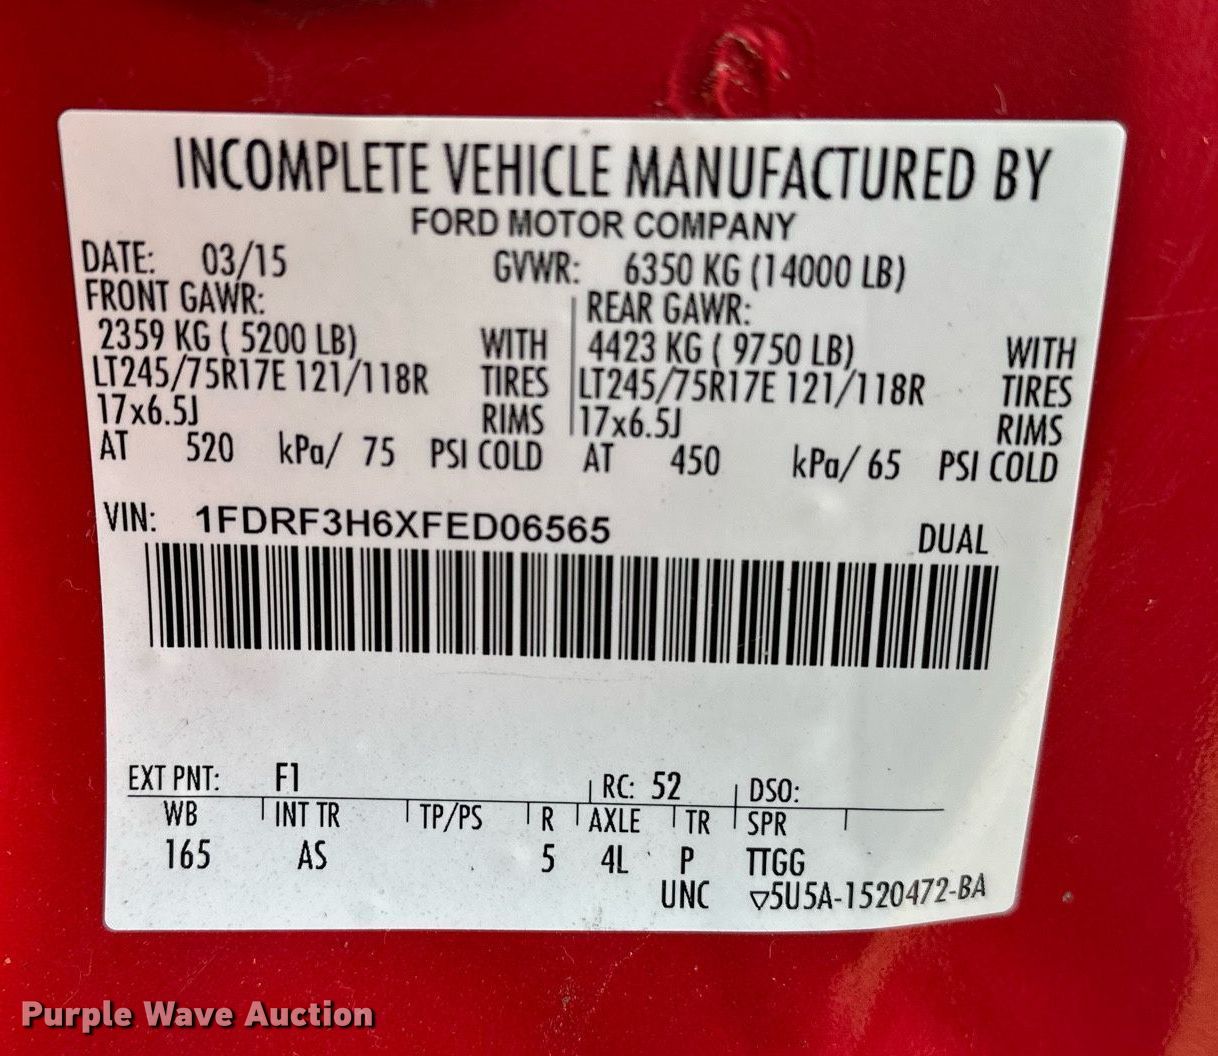 INCOMPLETE VEHICLE MANUFACTURED BY
FORD MOTOR COMPANY
DATE: 03/15 GVWR: 6350 KG (14000 LB)
FRONT GAWR: REAR GAWR:
2359 KG ( 5200 LB) WITH 4423 KG ( 9750 LB) WITH
LT245/75R17E 121/118R TIRES LT245/75R17E 121/118R TIRES
17x6.5J RIMS 17x6.5J RIMS
AT 520 kPa/ 75 PSI COLD AT 450 kPa/ 65 PSI COLD
VIN: 1FDRF3H6XFED06565 DUAL
EXT PNT: F1 RC: 52 DSO:
WB INT TR TP/PS R AXLE TR SPR
165 AS 5 4L P TTGG
UNC ▽5U5A-1520472-BA
Purple Wave Auction